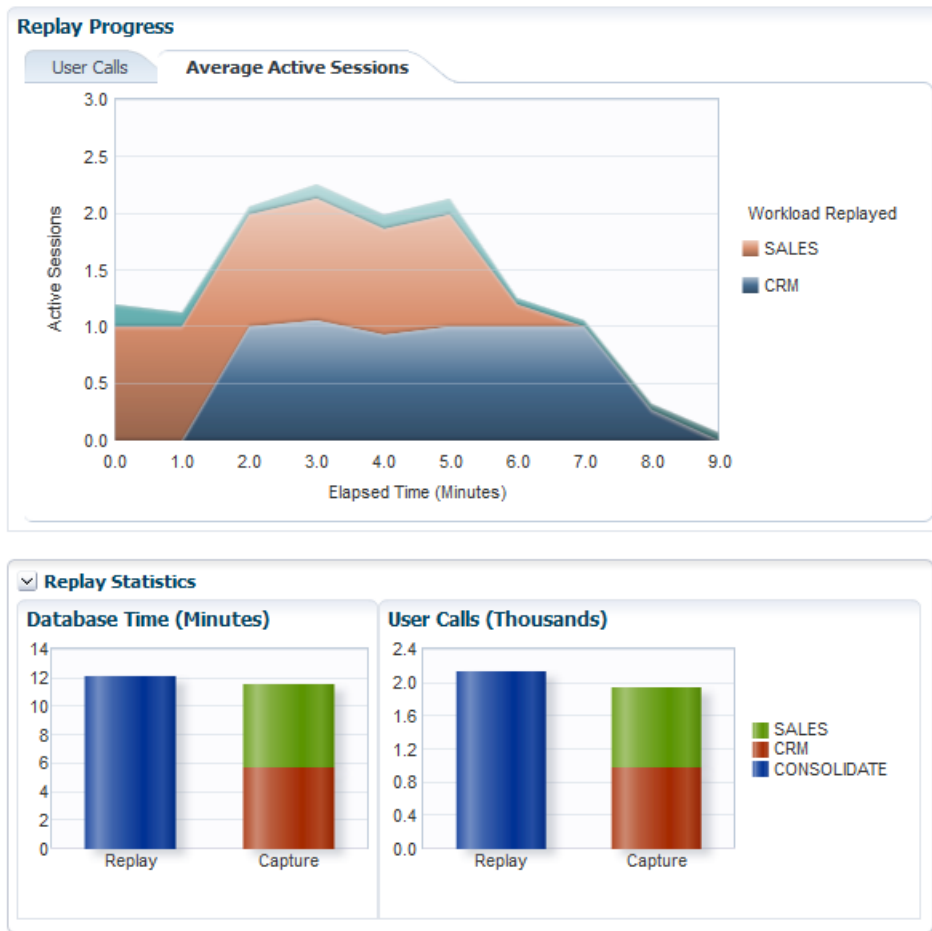 Replay Progress
User Calls
Average Active Sessions
3.0
2.5
2.0
1.5
1.0
0.5
0.0
Active Sessions
0.0 1.0 2.0 3.0 4.0 5.0 6.0 7.0 8.0 9.0
Elapsed Time (Minutes)
Workload Replayed
SALES
CRM
Replay Statistics
Database Time (Minutes)
14
12
10
8
6
4
2
0
Replay Capture
User Calls (Thousands)
2.4
2.0
1.6
1.2
0.8
0.4
0.0
Replay Capture
SALES
CRM
CONSOLIDATE